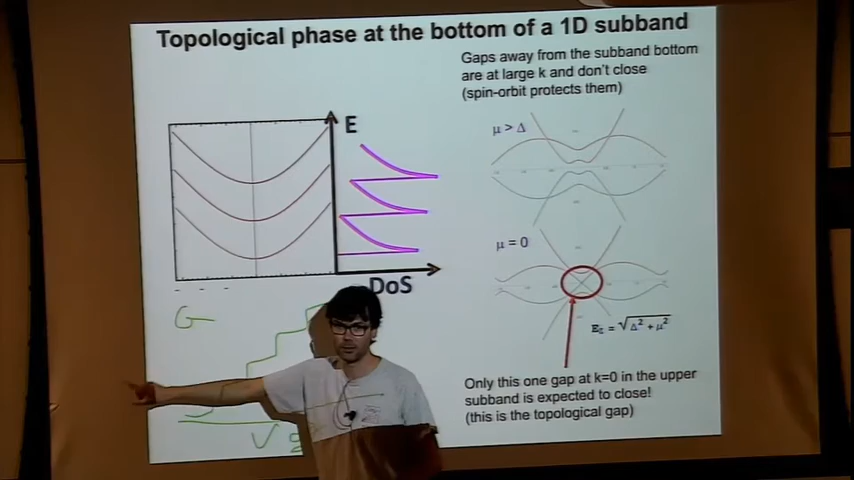 Topological phase at the bottom of a 1D subband
Gaps away from the subband bottom
are at large k and don't close
(spin-orbit protects them)
E
μ > Δ
μ = 0
DoS
G
E₀ = √Δ² + μ²
V g
Only this one gap at k=0 in the upper
subband is expected to close!
(this is the topological gap)